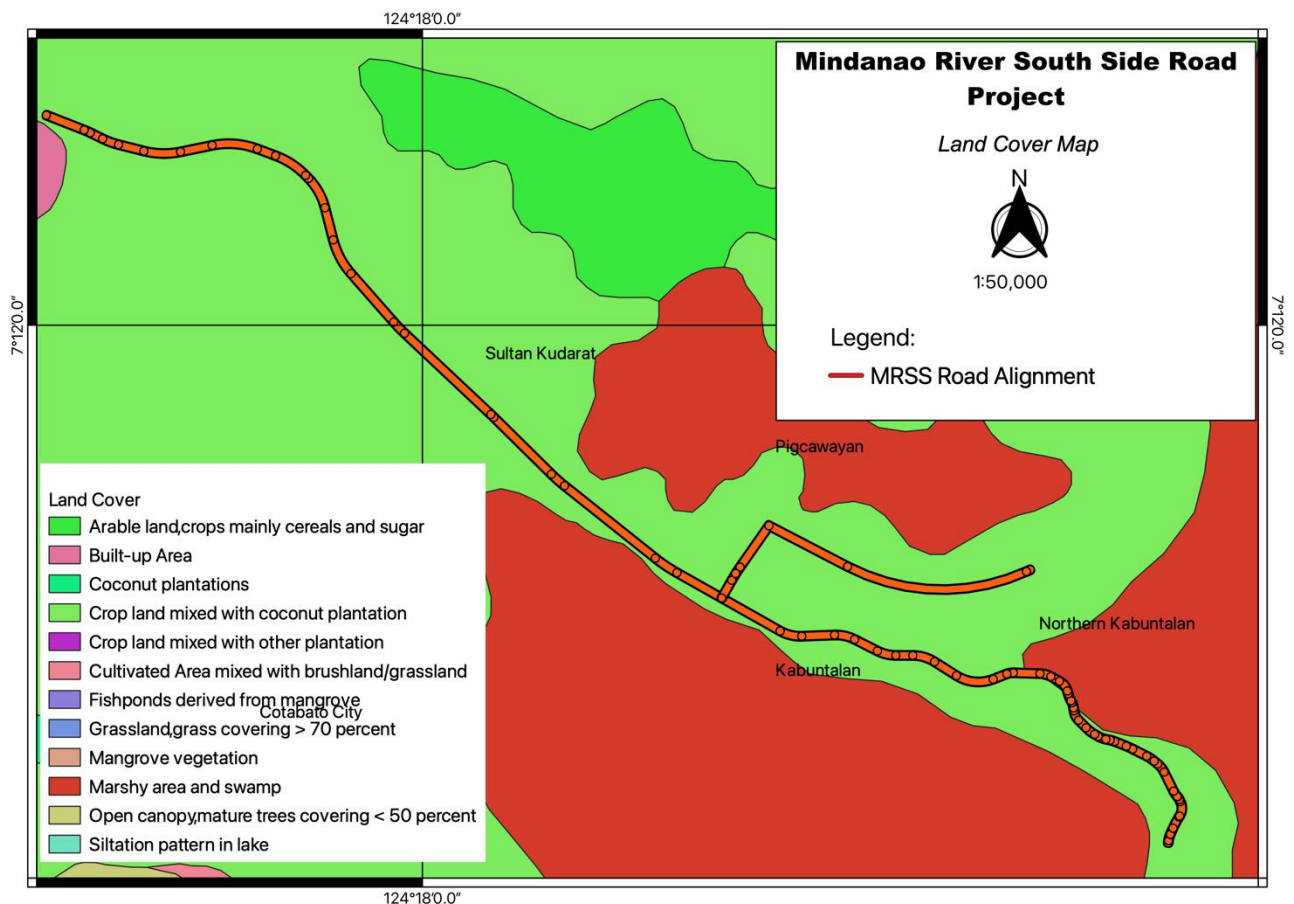 124°18'0.0"
Mindanao River South Side Road
Project
Land Cover Map
N
1:50,000
7°12'0.0"
7°12'0.0"
Legend:
MRSS Road Alignment
Sultan Kudarat
Pigcawayan
Northern Kabuntalan
Kabuntalan
Cotabato City
Land Cover
Arable land,crops mainly cereals and sugar
Built-up Area
Coconut plantations
Crop land mixed with coconut plantation
Crop land mixed with other plantation
Cultivated Area mixed with brushland/grassland
Fishponds derived from mangrove
Grassland,grass covering > 70 percent
Mangrove vegetation
Marshy area and swamp
Open canopy,mature trees covering < 50 percent
Siltation pattern in lake
124°18'0.0"